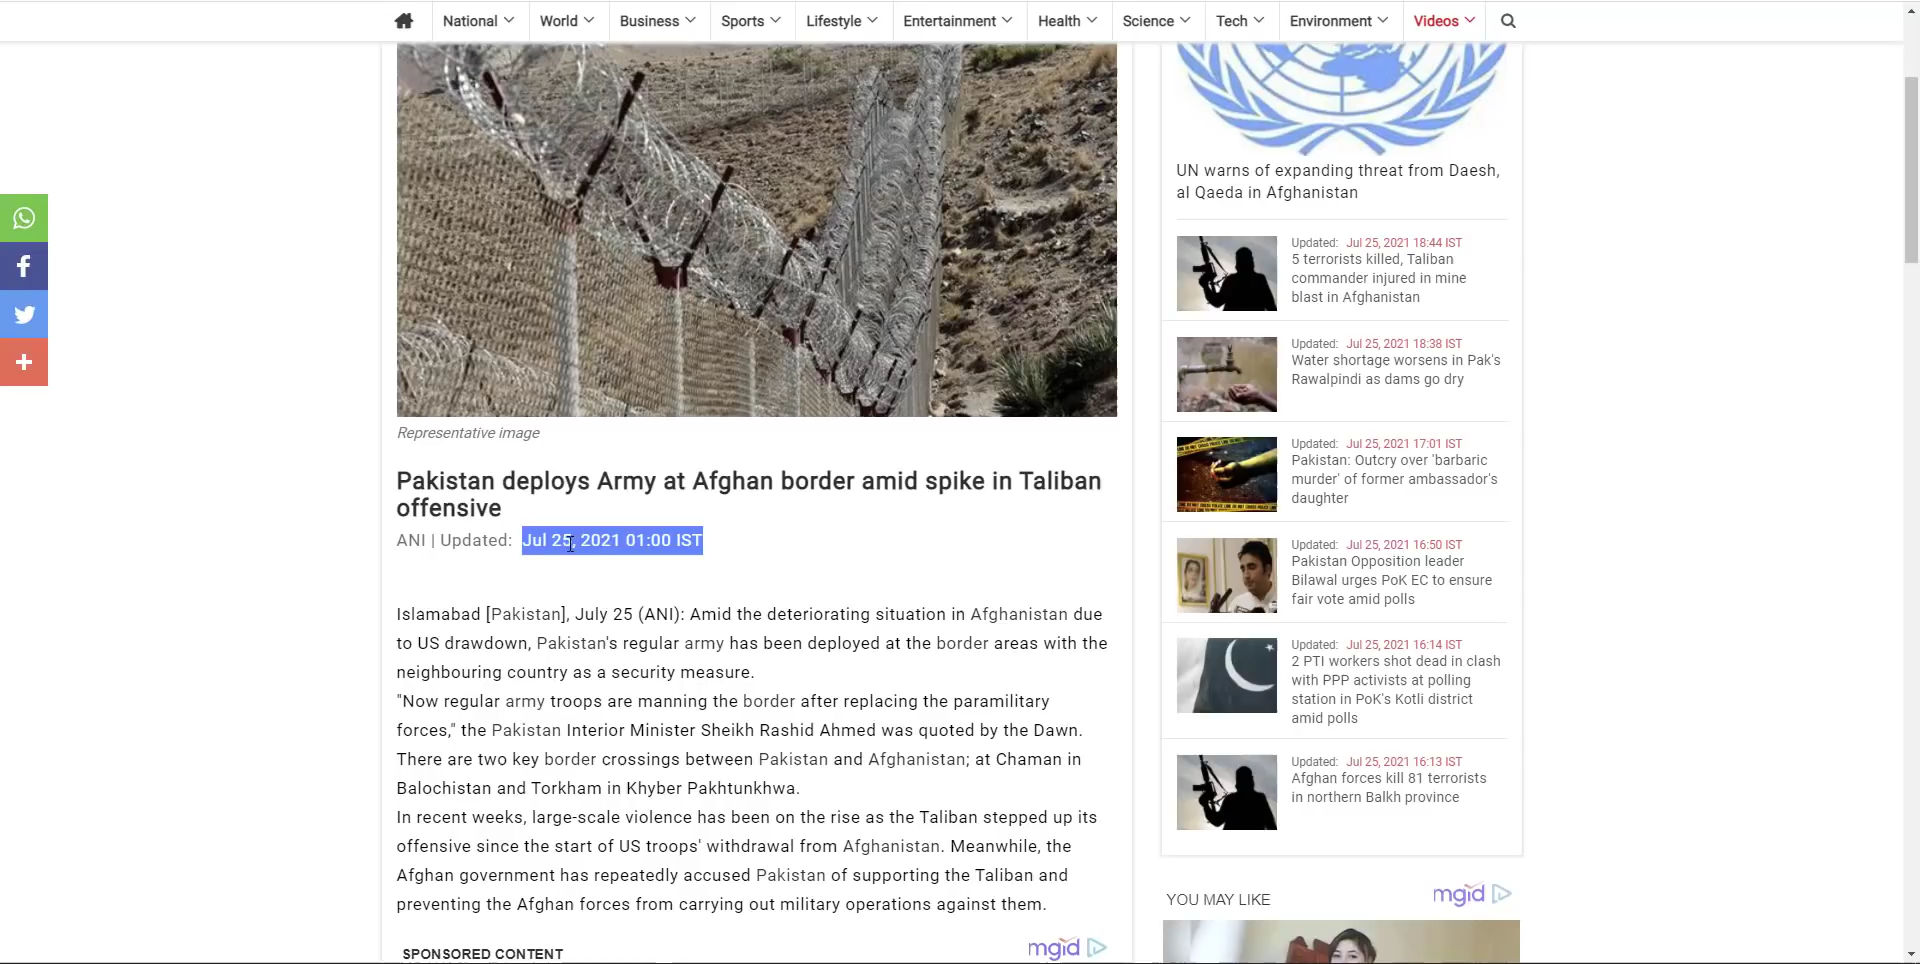 National
World
Business
Sports
Lifestyle
Entertainment
Health
Science
Tech
Environment
Videos
Representative image
Pakistan deploys Army at Afghan border amid spike in Taliban
offensive
ANI | Updated: Jul 25, 2021 01:00 IST
Islamabad [Pakistan], July 25 (ANI): Amid the deteriorating situation in Afghanistan due
to US drawdown, Pakistan's regular army has been deployed at the border areas with the
neighbouring country as a security measure.
"Now regular army troops are manning the border after replacing the paramilitary
forces," the Pakistan Interior Minister Sheikh Rashid Ahmed was quoted by the Dawn.
There are two key border crossings between Pakistan and Afghanistan; at Chaman in
Balochistan and Torkham in Khyber Pakhtunkhwa.
In recent weeks, large-scale violence has been on the rise as the Taliban stepped up its
offensive since the start of US troops' withdrawal from Afghanistan. Meanwhile, the
Afghan government has repeatedly accused Pakistan of supporting the Taliban and
preventing the Afghan forces from carrying out military operations against them.
SPONSORED CONTENT
mgid
UN warns of expanding threat from Daesh,
al Qaeda in Afghanistan
Updated: Jul 25, 2021 18:44 IST
5 terrorists killed, Taliban
commander injured in mine
blast in Afghanistan
Updated: Jul 25, 2021 18:38 IST
Water shortage worsens in Pak's
Rawalpindi as dams go dry
Updated: Jul 25, 2021 17:01 IST
Pakistan: Outcry over 'barbaric
murder' of former ambassador's
daughter
Updated: Jul 25, 2021 16:50 IST
Pakistan Opposition leader
Bilawal urges PoK EC to ensure
fair vote amid polls
Updated: Jul 25, 2021 16:14 IST
2 PTI workers shot dead in clash
with PPP activists at polling
station in PoK's Kotli district
amid polls
Updated: Jul 25, 2021 16:13 IST
Afghan forces kill 81 terrorists
in northern Balkh province
YOU MAY LIKE
mgid